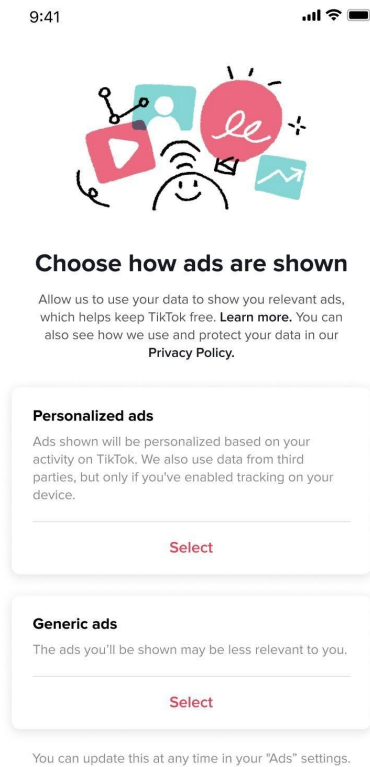 9:41
Choose how ads are shown
Allow us to use your data to show you relevant ads,
which helps keep TikTok free. Learn more. You can
also see how we use and protect your data in our
Privacy Policy.
Personalized ads
Ads shown will be personalized based on your
activity on TikTok. We also use data from third
parties, but only if you've enabled tracking on your
device.
Select
Generic ads
The ads you'll be shown may be less relevant to you.
Select
You can update this at any time in your "Ads" settings.